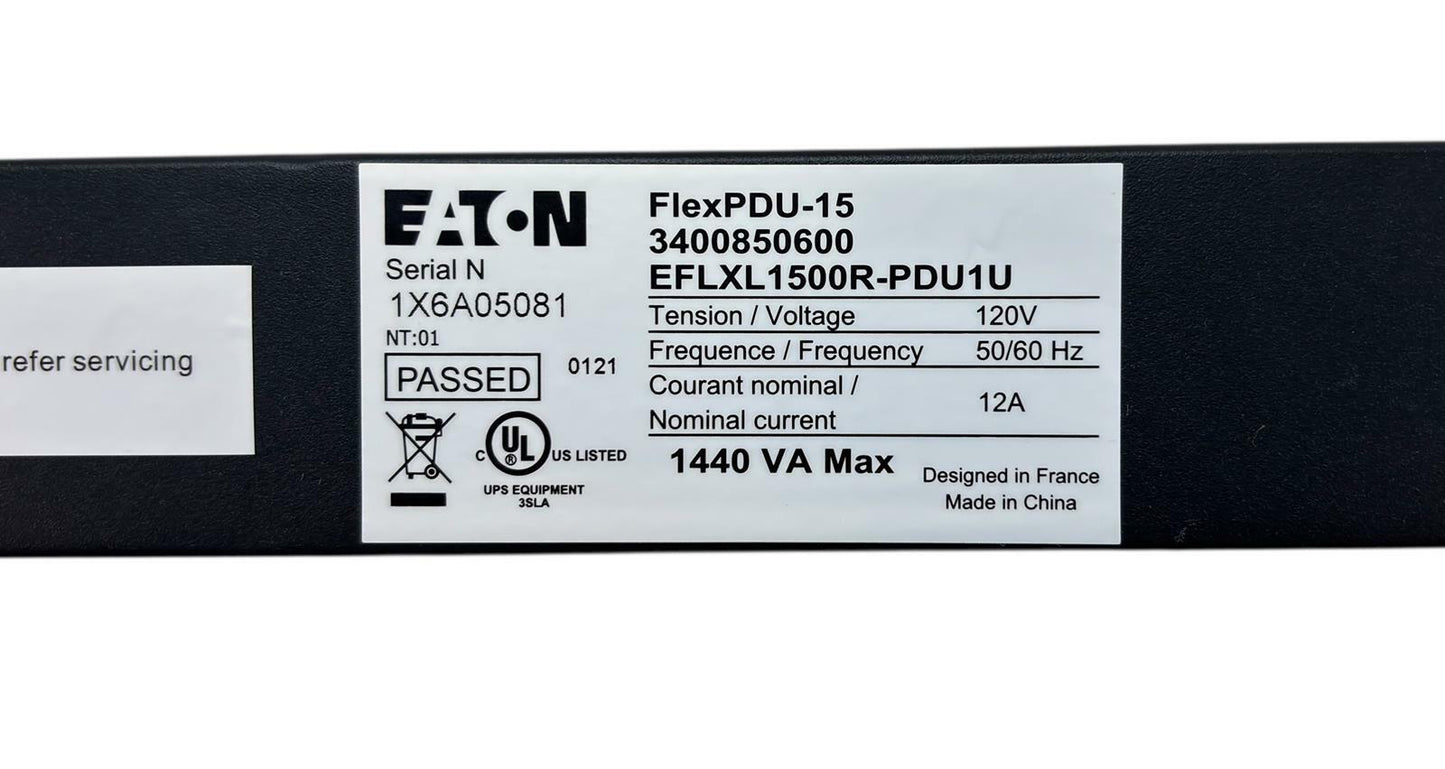 refer servicing
EATON
Serial N
1X6A05081
NT:01
PASSED
0121
C UL ® US LISTED
UPS EQUIPMENT
3SLA
FlexPDU-15
3400850600
EFLXL1500R-PDU1U
Tension / Voltage 120V
Frequence / Frequency 50/60 Hz
Courant nominal /
Nominal current 12A
1440 VA Max
Designed in France
Made in China